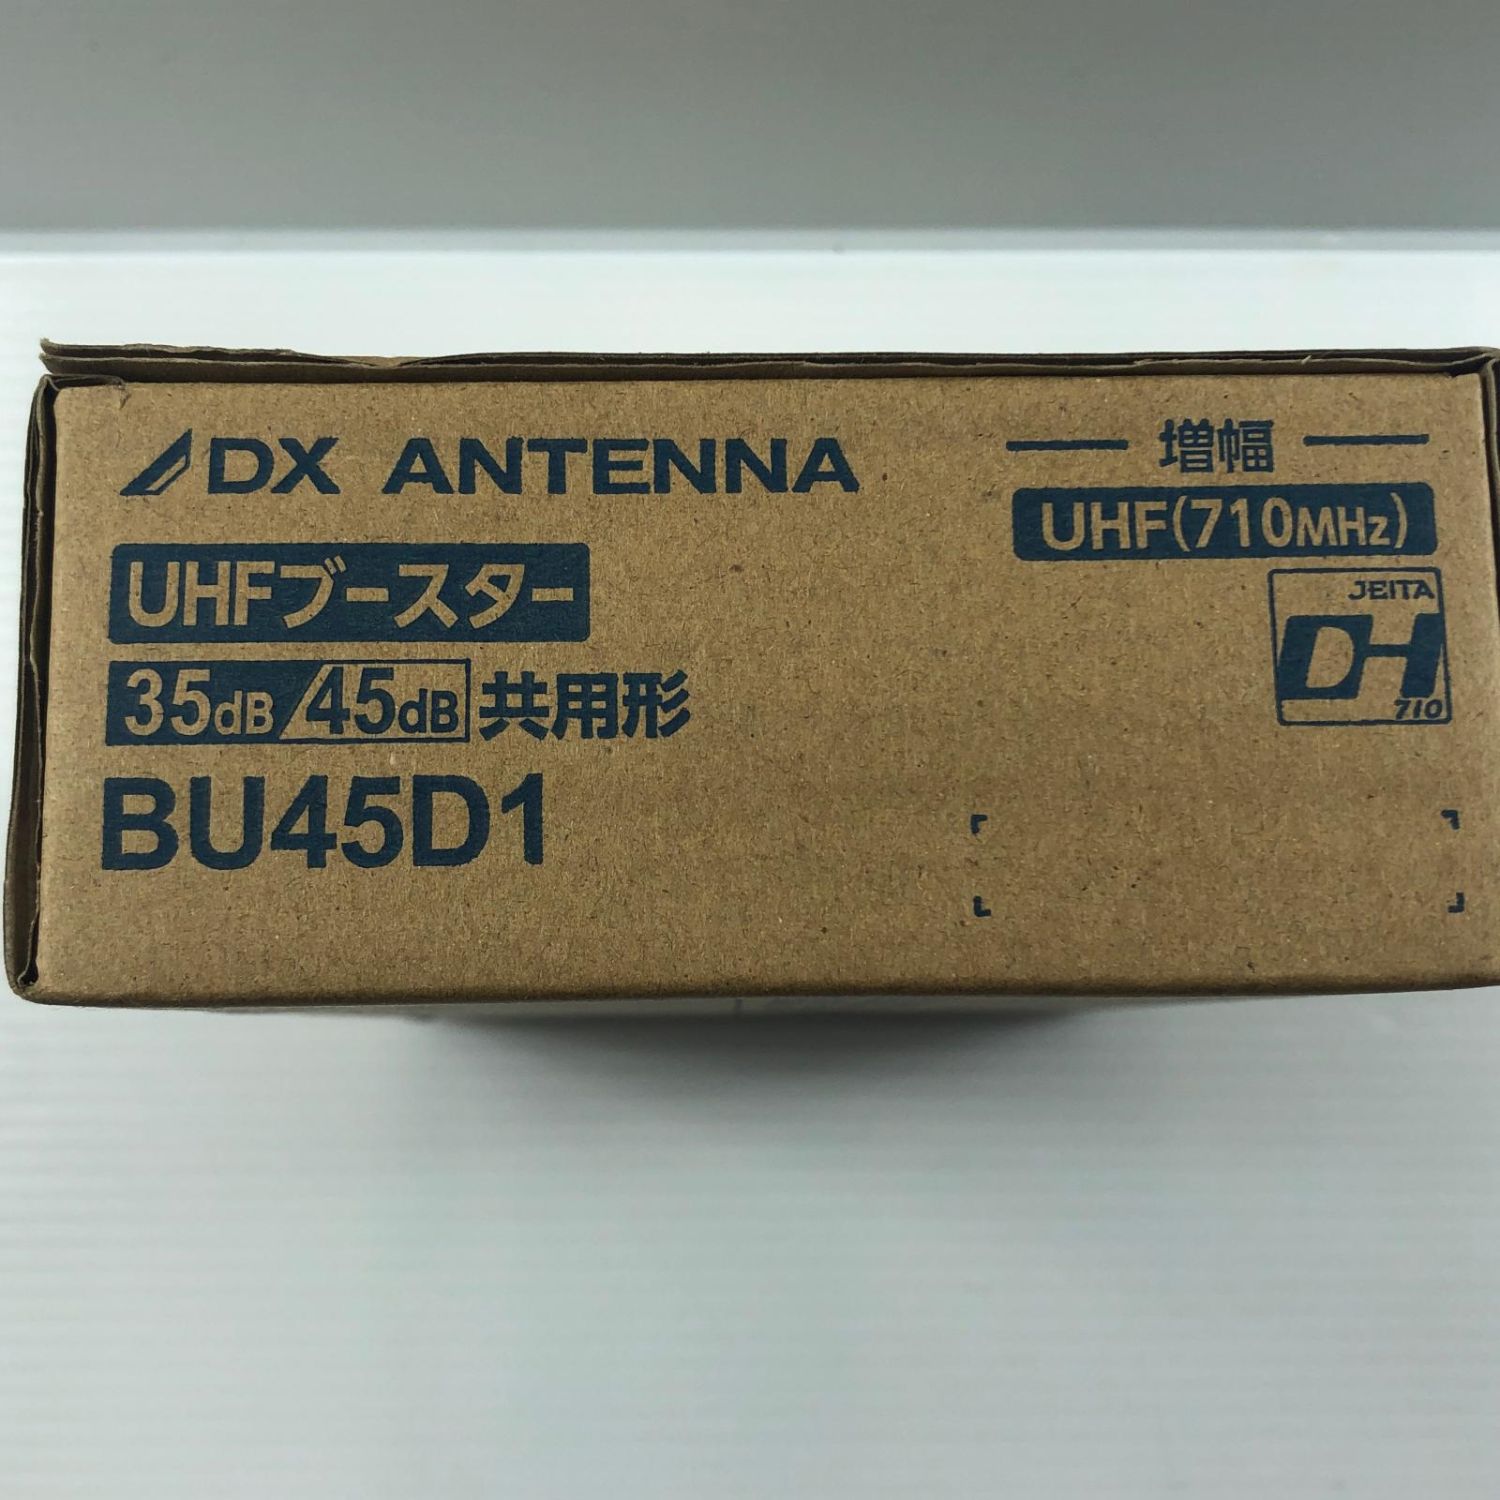 DX ANTENNA
UHFブースター
35dB/45dB 共用形
BU45D1
増幅
UHF(710MHz)
JEITA
DH
710